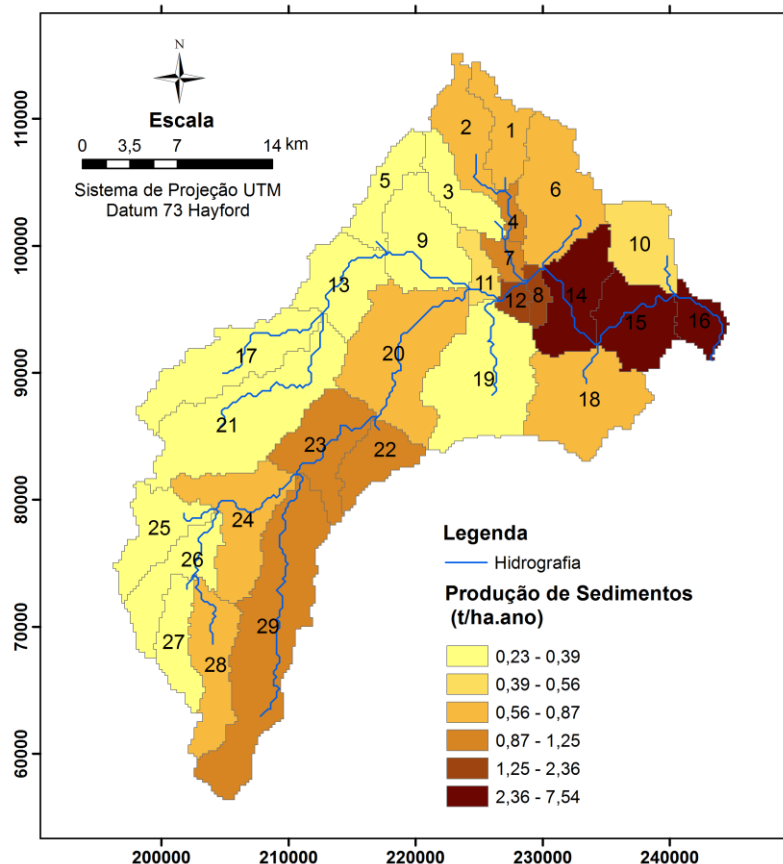 N
Escala
0 3,5 7 14 km
Sistema de Projeção UTM
Datum 73 Hayford
110000
100000
90000
80000
70000
60000
1
2
3
4
5
6
7
8
9
10
11
12
13
14
15
16
17
18
19
20
21
22
23
24
25
26
27
28
29
Legenda
Hidrografia
Produção de Sedimentos
(t/ha.ano)
0,23 - 0,39
0,39 - 0,56
0,56 - 0,87
0,87 - 1,25
1,25 - 2,36
2,36 - 7,54
200000 210000 220000 230000 240000